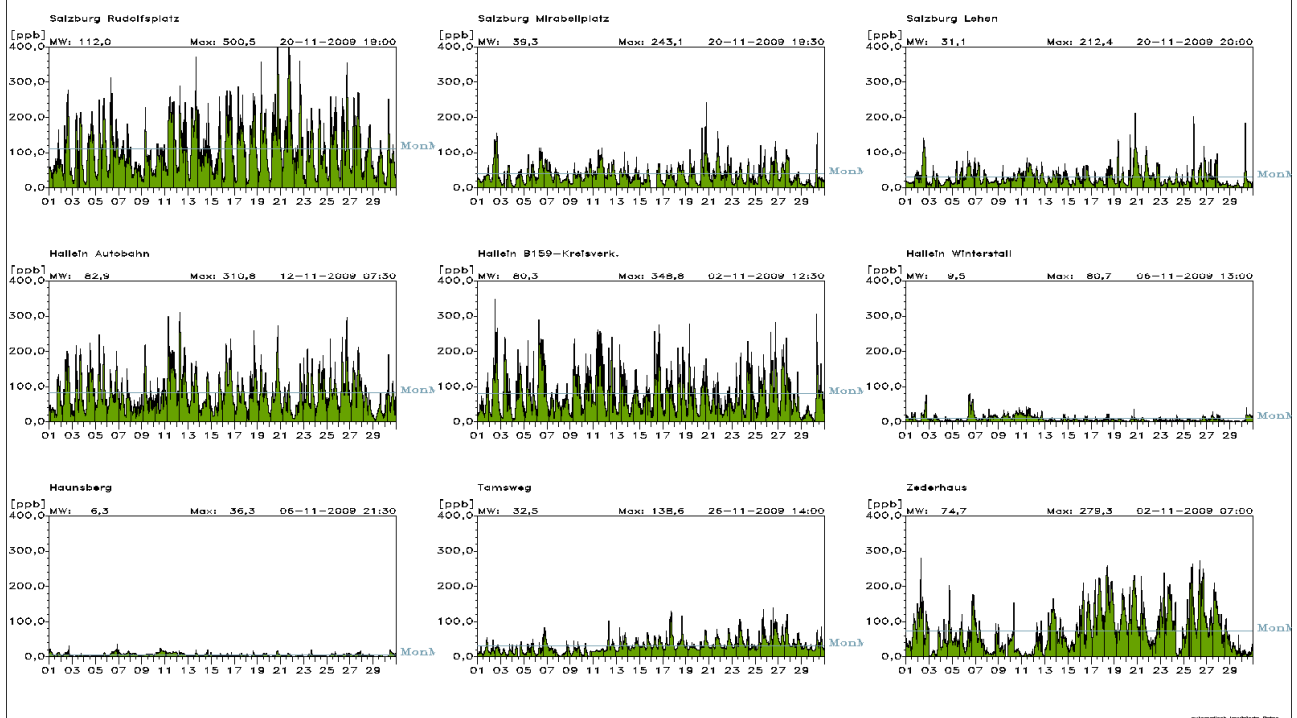 Salzburg Rudolfsplatz
[ppb] MW: 112,0 Max: 500,5 20-11-2009 19:00
400,0
300,0
200,0
100,0 MonM
0,0
01 03 05 07 09 11 13 15 17 19 21 23 25 27 29
Salzburg Mirabellplatz
[ppb] MW: 39,3 Max: 243,1 20-11-2009 19:30
400,0
300,0
200,0
100,0
0,0 MonM
01 03 05 07 09 11 13 15 17 19 21 23 25 27 29
Salzburg Lehen
[ppb] MW: 31,1 Max: 212,4 20-11-2009 20:00
400,0
300,0
200,0
100,0
0,0 MonM
01 03 05 07 09 11 13 15 17 19 21 23 25 27 29
Hallein Autobahn
[ppb] MW: 82,9 Max: 310,8 12-11-2009 07:30
400,0
300,0
200,0
100,0 MonM
0,0
01 03 05 07 09 11 13 15 17 19 21 23 25 27 29
Hallein B159-Kreisverk.
[ppb] MW: 80,3 Max: 348,8 02-11-2009 12:30
400,0
300,0
200,0
100,0 MonM
0,0
01 03 05 07 09 11 13 15 17 19 21 23 25 27 29
Hallein Winterstall
[ppb] MW: 9,5 Max: 80,7 06-11-2009 13:00
400,0
300,0
200,0
100,0
0,0 MonM
01 03 05 07 09 11 13 15 17 19 21 23 25 27 29
Haunsberg
[ppb] MW: 6,3 Max: 36,3 06-11-2009 21:30
400,0
300,0
200,0
100,0
0,0 MonM
01 03 05 07 09 11 13 15 17 19 21 23 25 27 29
Tamsweg
[ppb] MW: 32,5 Max: 138,6 26-11-2009 14:00
400,0
300,0
200,0
100,0
0,0 MonM
01 03 05 07 09 11 13 15 17 19 21 23 25 27 29
Zederhaus
[ppb] MW: 74,7 Max: 279,3 02-11-2009 07:00
400,0
300,0
200,0
100,0 MonM
0,0
01 03 05 07 09 11 13 15 17 19 21 23 25 27 29